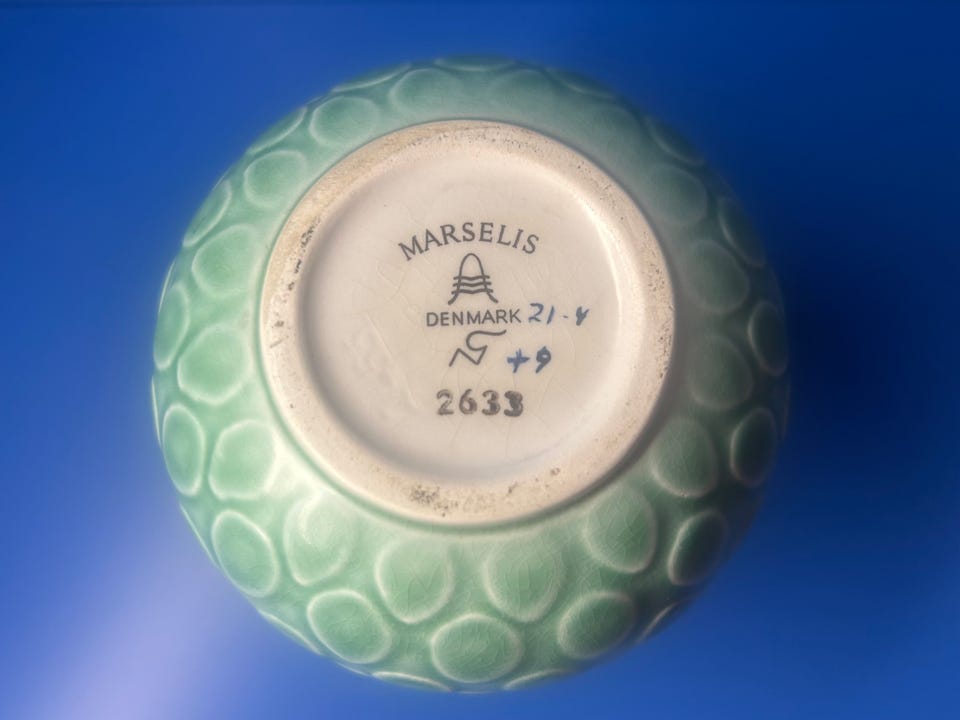 MARSELIS
DENMARK 21-4
+9
2633